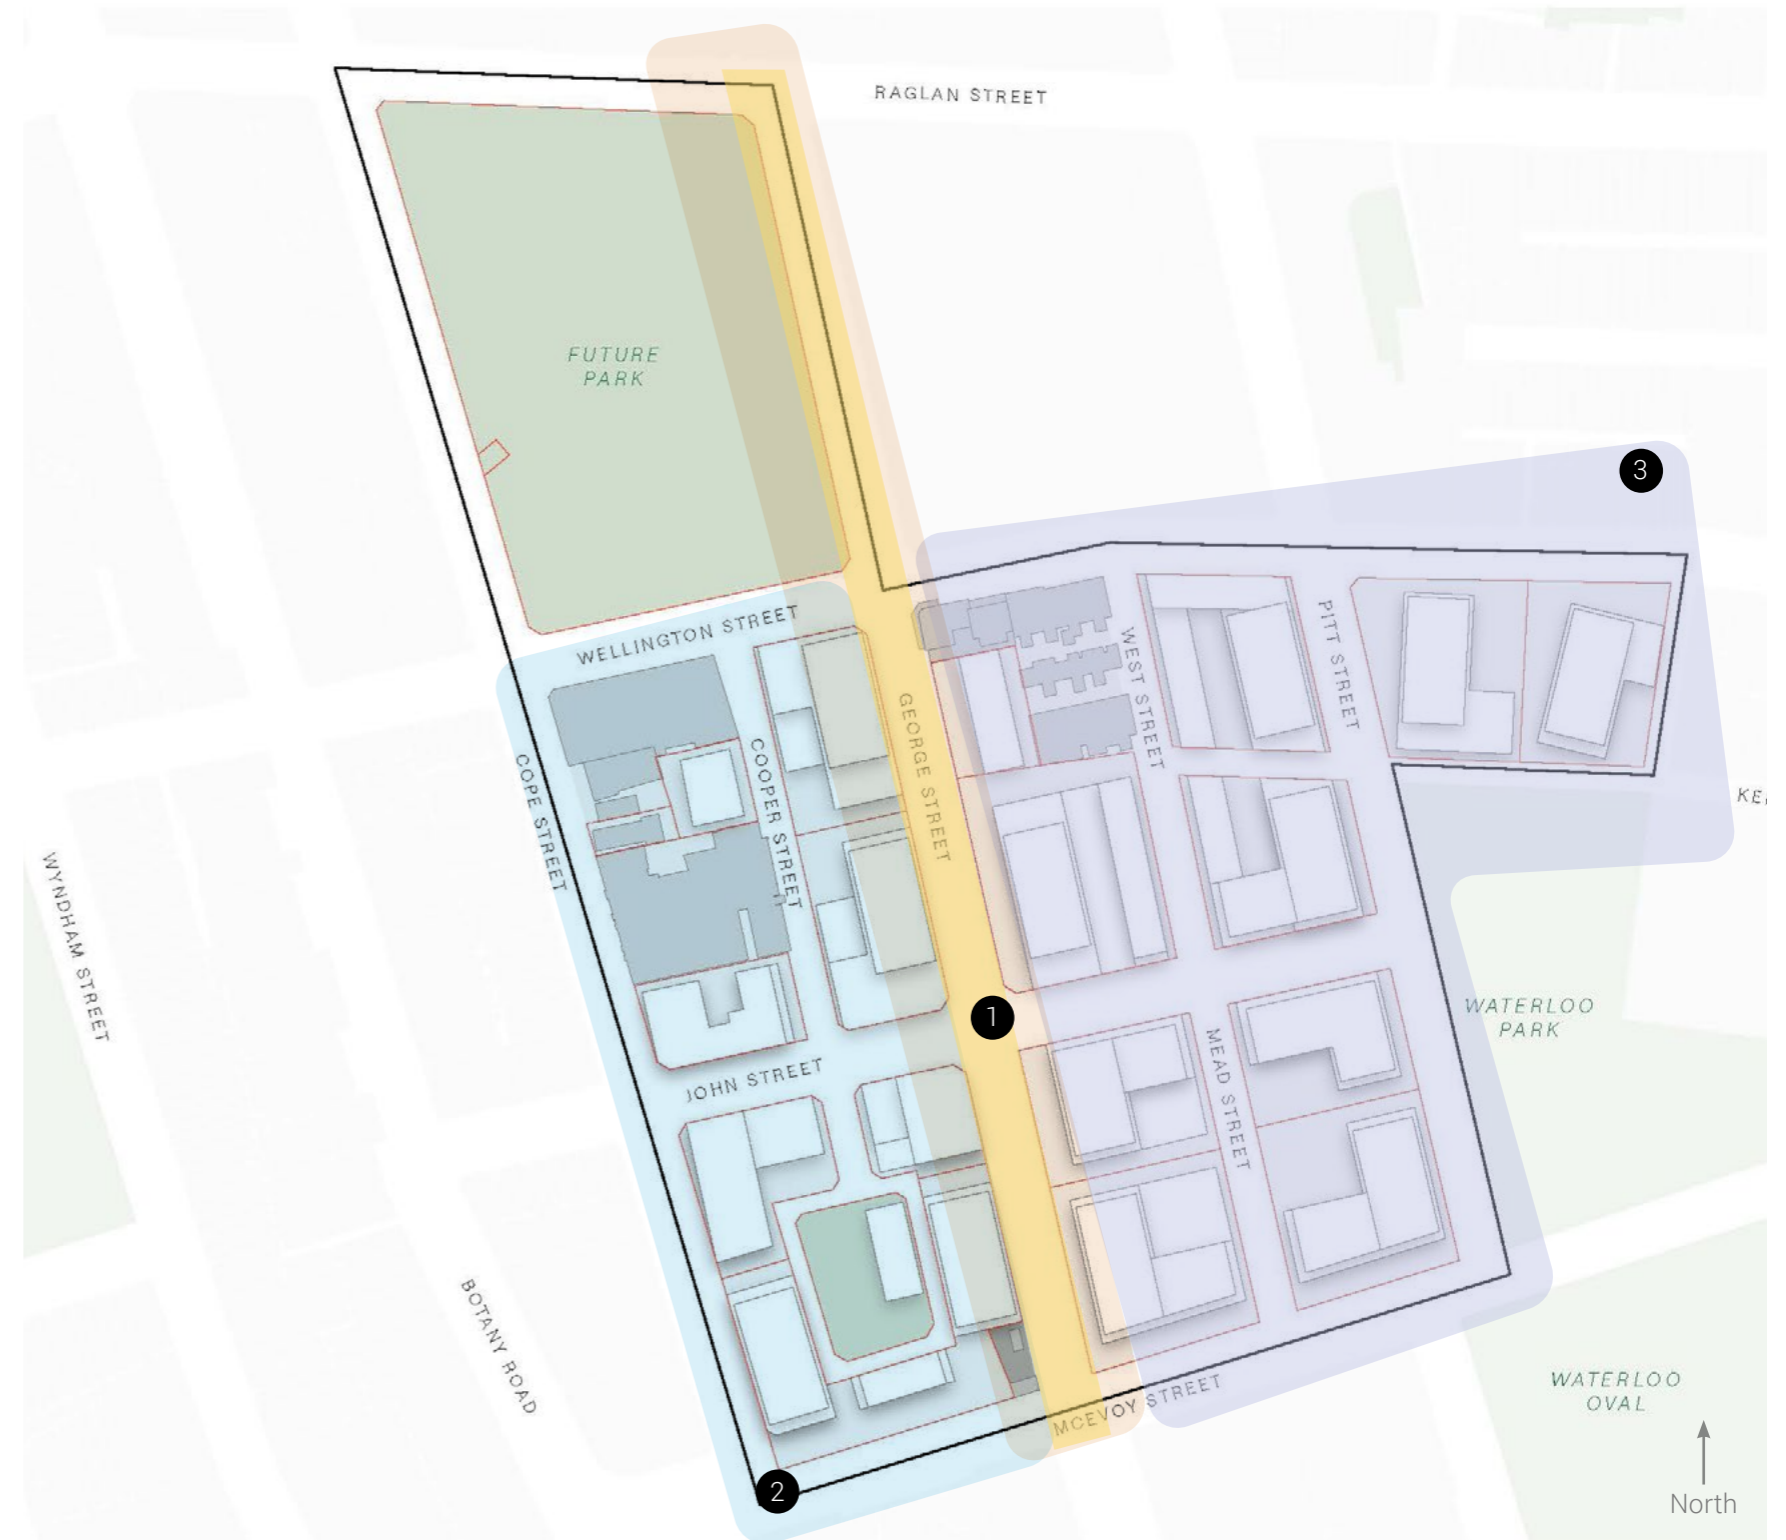 RAGLAN STREET
FUTURE
PARK
3
WELLINGTON STREET
PITT STREET
WEST STREET
GEORGE STREET
COOPER STREET
COPE STREET
WYNDHAM STREET
1
WATERLOO
PARK
JOHN STREET
MEAD STREET
BOTANY ROAD
MCEVOY STREET
WATERLOO
OVAL
2
North